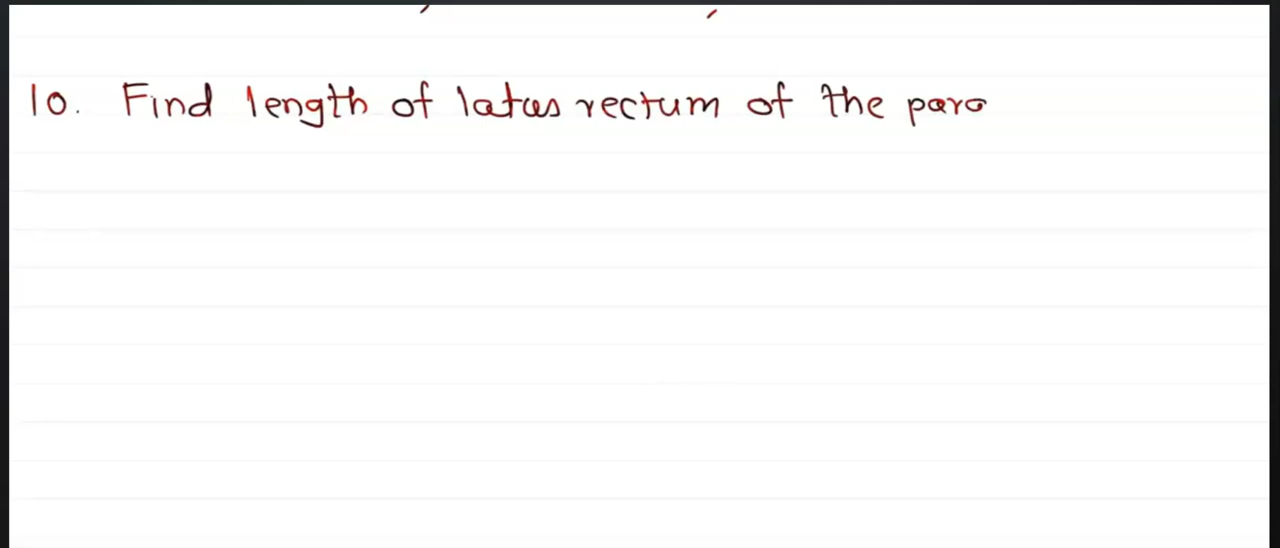 10. Find length of latus rectum of the para